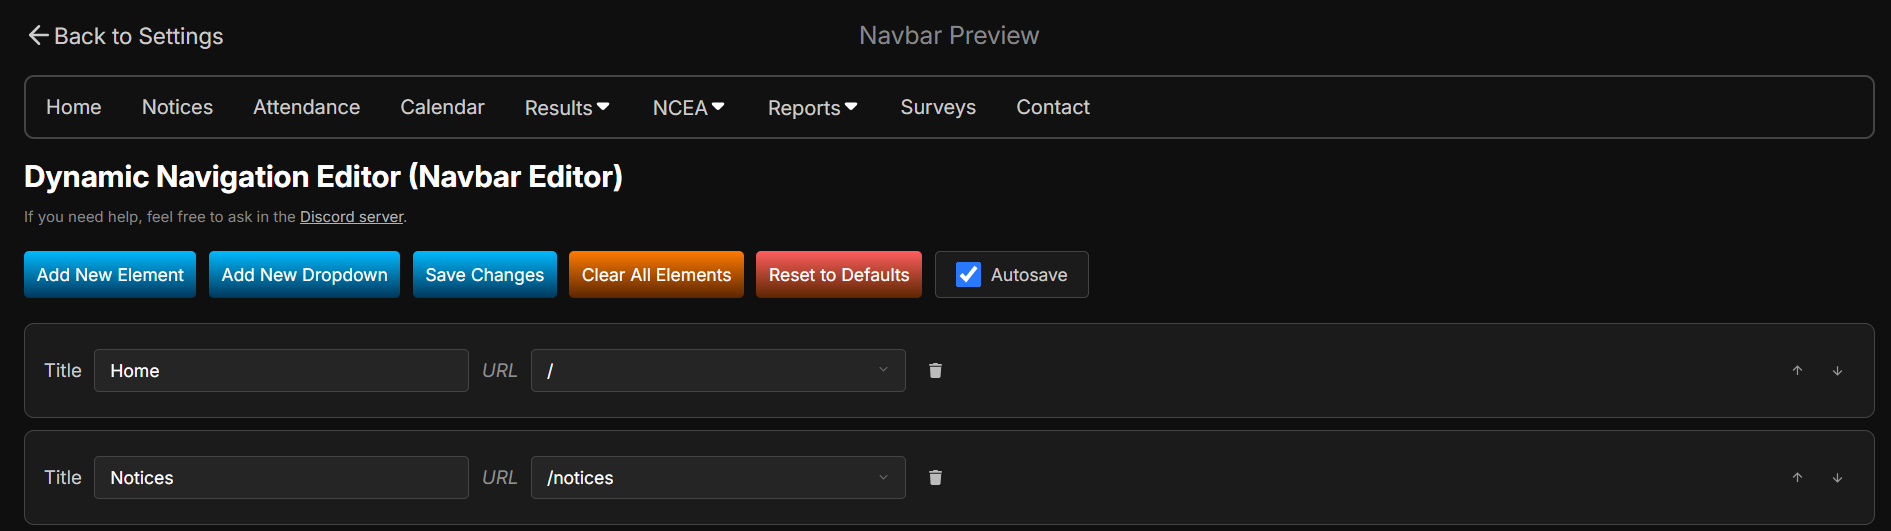 Back to Settings
Navbar Preview
Home Notices Attendance Calendar Results NCEA Reports Surveys Contact
Dynamic Navigation Editor (Navbar Editor)
If you need help, feel free to ask in the Discord server.
Add New Element Add New Dropdown Save Changes Clear All Elements Reset to Defaults Autosave
Title Home URL /
Title Notices URL /notices